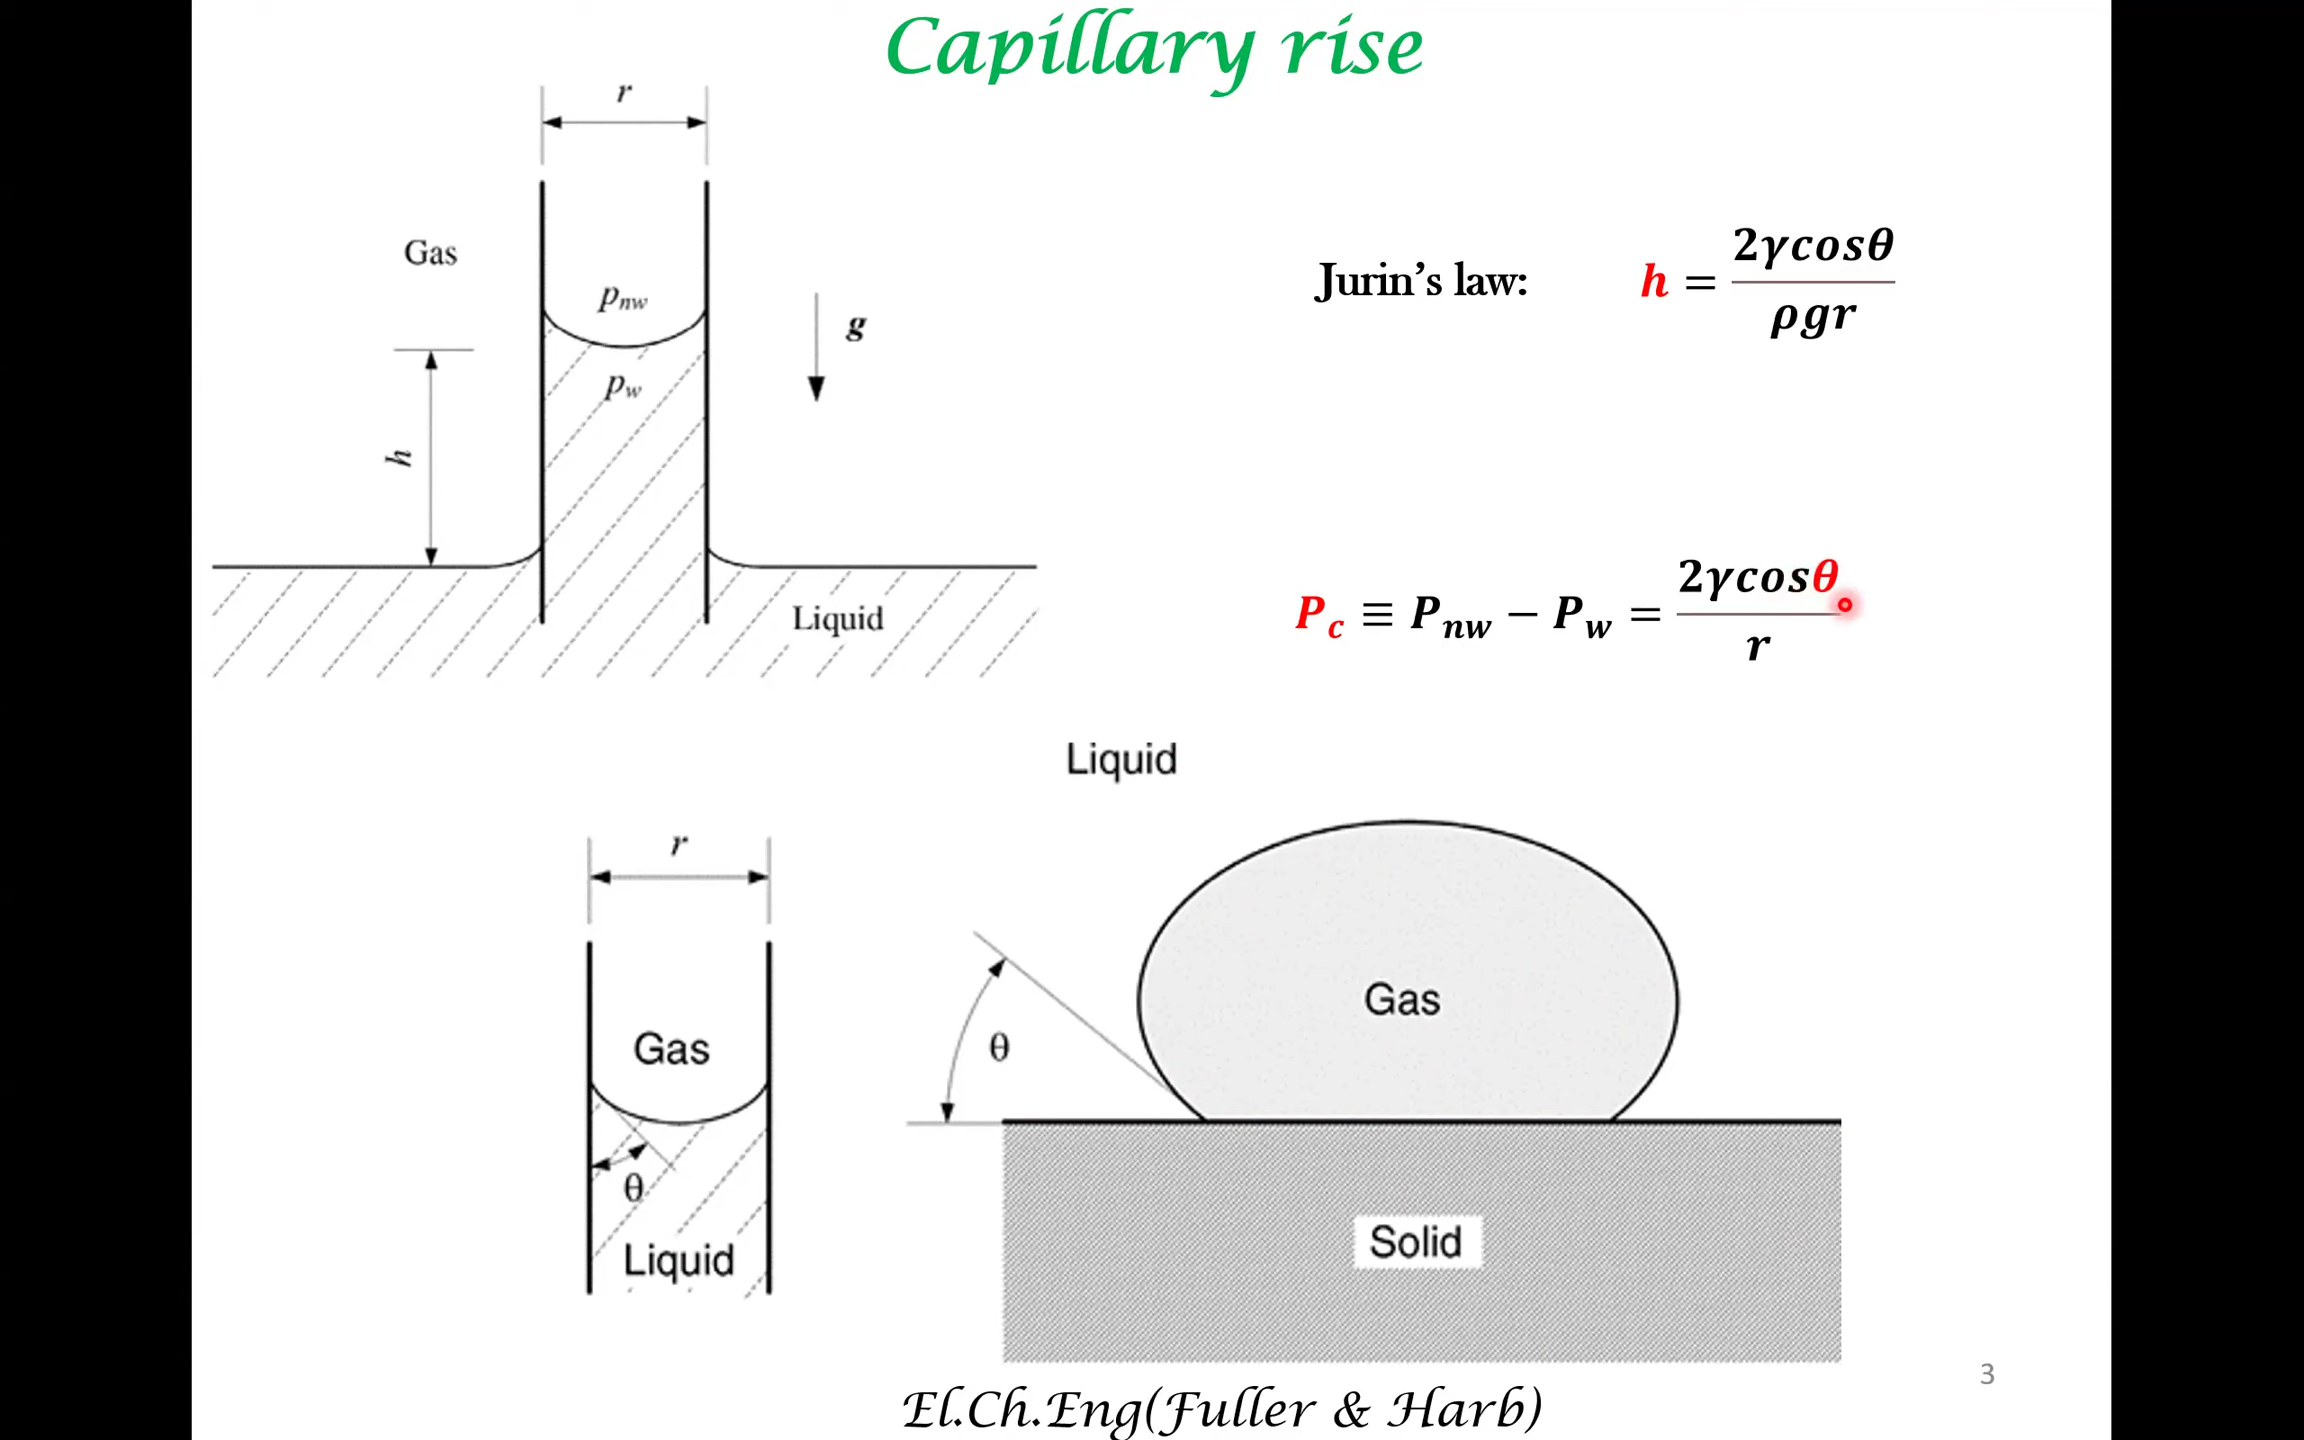 Capillary rise
r
Gas
p_nw
g
p_w
h
Liquid
Jurin's law: h = 2γcosθ / ρgr
P_c ≡ P_nw − P_w = 2γcosθ / r
Liquid
r
Gas
θ
Liquid
θ
Gas
Solid
3
El.Ch.Eng(Fuller & Harb)